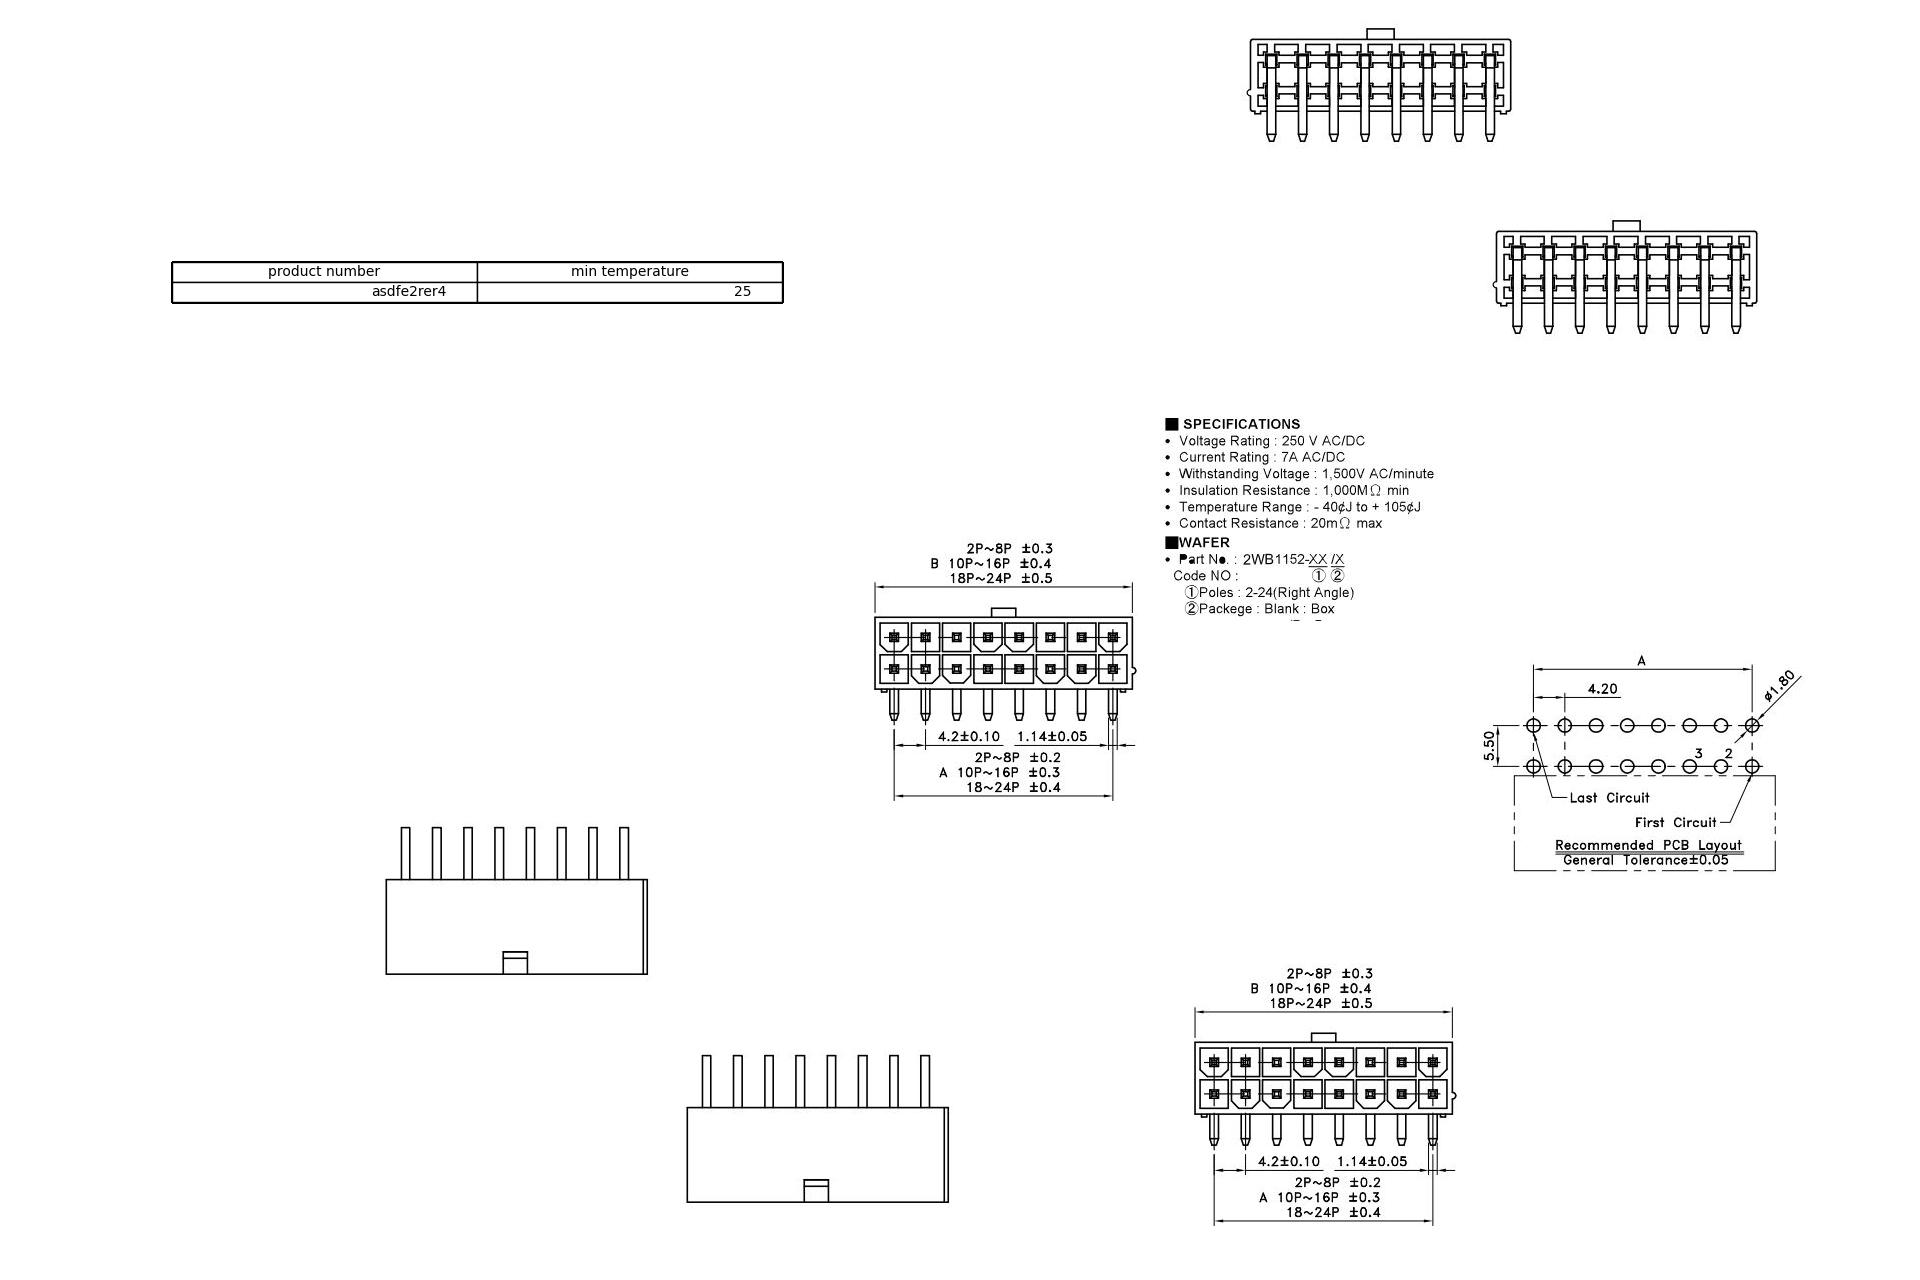 product number min temperature
asdfe2rer4 25
■ SPECIFICATIONS
• Voltage Rating : 250 V AC/DC
• Current Rating : 7A AC/DC
• Withstanding Voltage : 1,500V AC/minute
• Insulation Resistance : 1,000MΩ min
• Temperature Range : - 40¢J to + 105¢J
• Contact Resistance : 20mΩ max
■WAFER
• Part No. : 2WB1152-XX /X
Code NO : ① ②
①Poles : 2-24(Right Angle)
②Packege : Blank : Box
2P~8P ±0.3
B 10P~16P ±0.4
18P~24P ±0.5
4.2±0.10 1.14±0.05
2P~8P ±0.2
A 10P~16P ±0.3
18~24P ±0.4
A
4.20
ø1.80
5.50
3 2
Last Circuit
First Circuit
Recommended PCB Layout
General Tolerance±0.05
2P~8P ±0.3
B 10P~16P ±0.4
18P~24P ±0.5
4.2±0.10 1.14±0.05
2P~8P ±0.2
A 10P~16P ±0.3
18~24P ±0.4